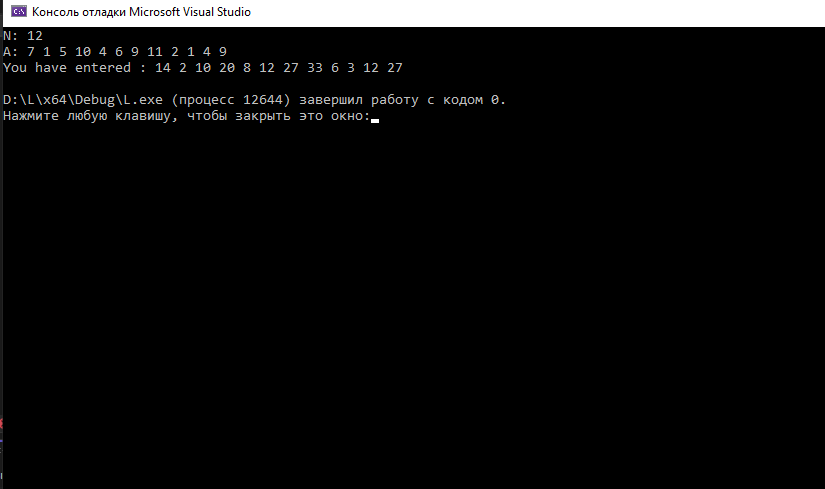 Консоль отладки Microsoft Visual Studio
N: 12
A: 7 1 5 10 4 6 9 11 2 1 4 9
You have entered : 14 2 10 20 8 12 27 33 6 3 12 27
D:\L\x64\Debug\L.exe (процесс 12644) завершил работу с кодом 0.
Нажмите любую клавишу, чтобы закрыть это окно: